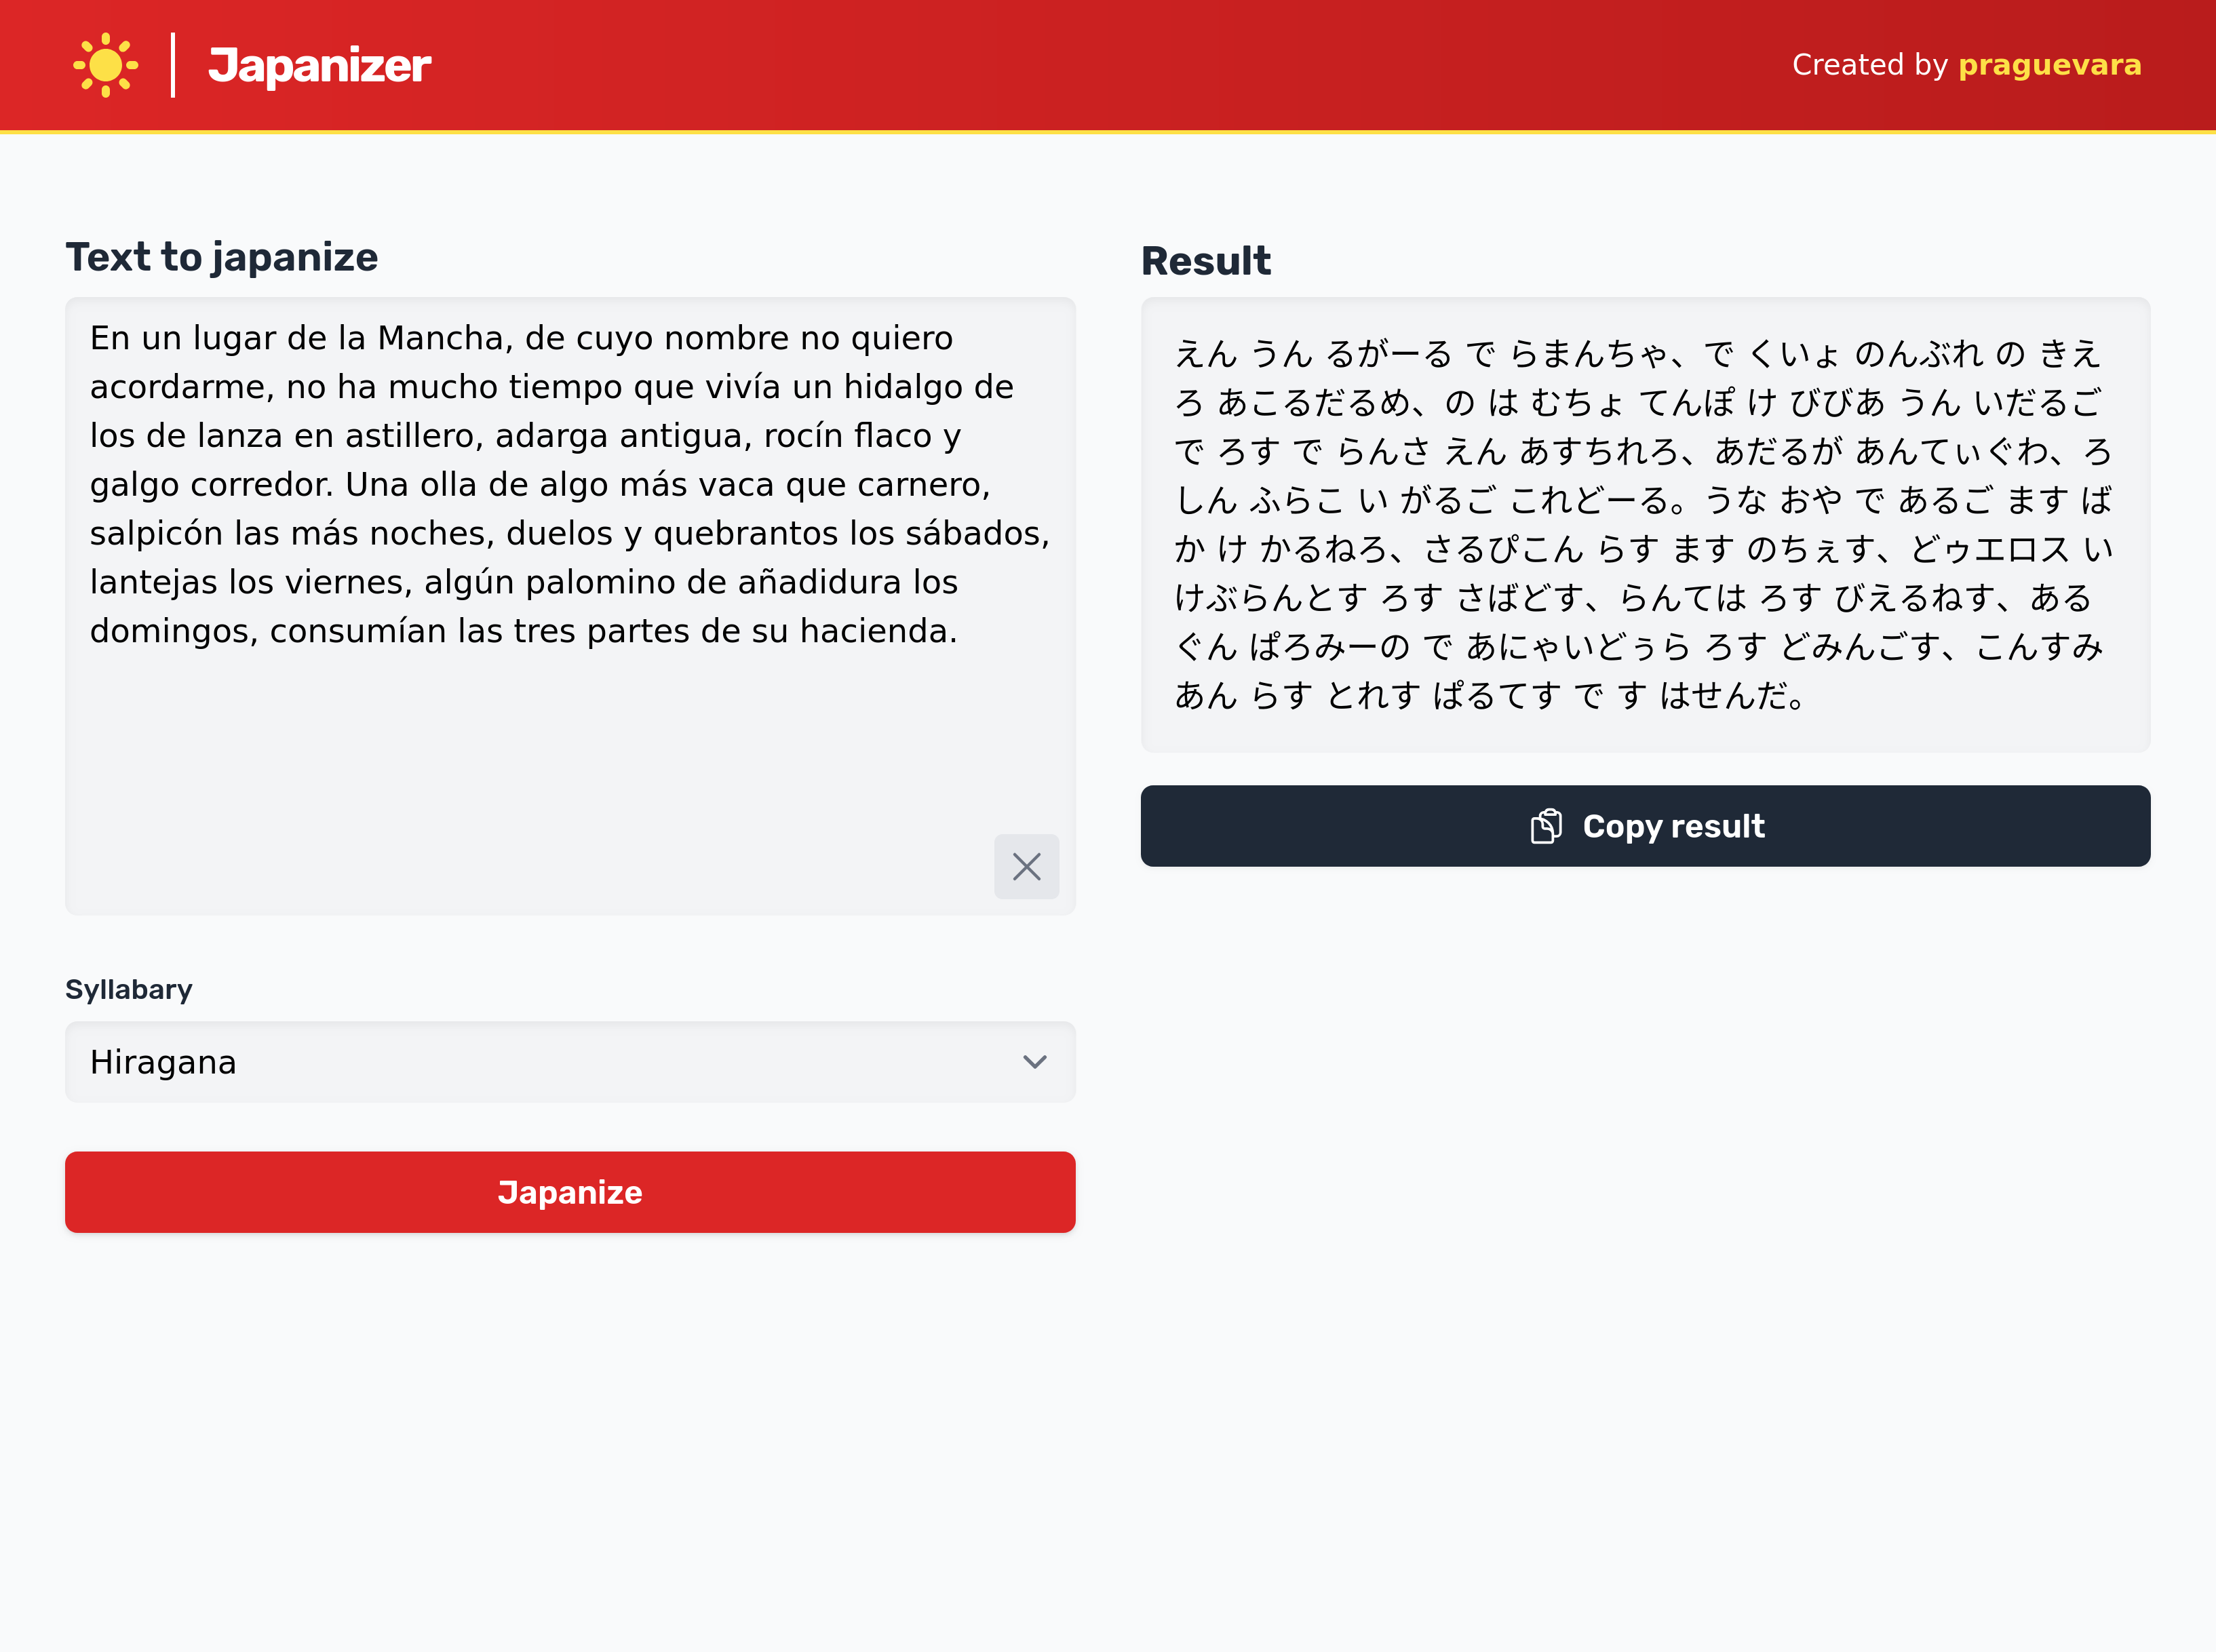 Japanizer
Created by praguevara
Text to japanize
En un lugar de la Mancha, de cuyo nombre no quiero
acordarme, no ha mucho tiempo que vivía un hidalgo de
los de lanza en astillero, adarga antigua, rocín flaco y
galgo corredor. Una olla de algo más vaca que carnero,
salpicón las más noches, duelos y quebrantos los sábados,
lantejas los viernes, algún palomino de añadidura los
domingos, consumían las tres partes de su hacienda.
Syllabary
Hiragana
Japanize
Result
えん うん るがーる で らまんちゃ、で くいょ のんぶれ の きえ
ろ あこるだるめ、の は むちょ てんぽ け びびあ うん いだるご
で ろす で らんさ えん あすちれろ、あだるが あんてぃぐわ、ろ
しん ふらこ い がるご これどーる。うな おや で あるご ます ば
か け かるねろ、さるぴこん らす ます のちぇす、どゥエロス い
けぶらんとす ろす さばどす、らんては ろす びえるねす、ある
ぐん ぱろみーの で あにゃいどぅら ろす どみんごす、こんすみ
あん らす とれす ぱるてす で す はせんだ。
Copy result